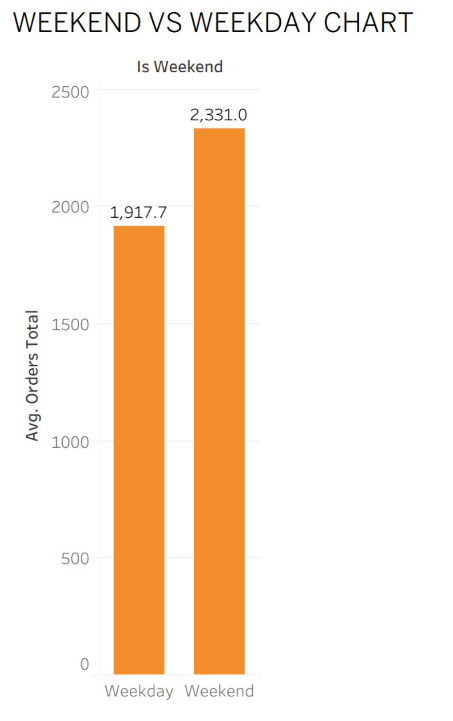 WEEKEND VS WEEKDAY CHART
Is Weekend
2500
2,331.0
2000
1,917.7
1500
Avg. Orders Total
1000
500
0
Weekday Weekend